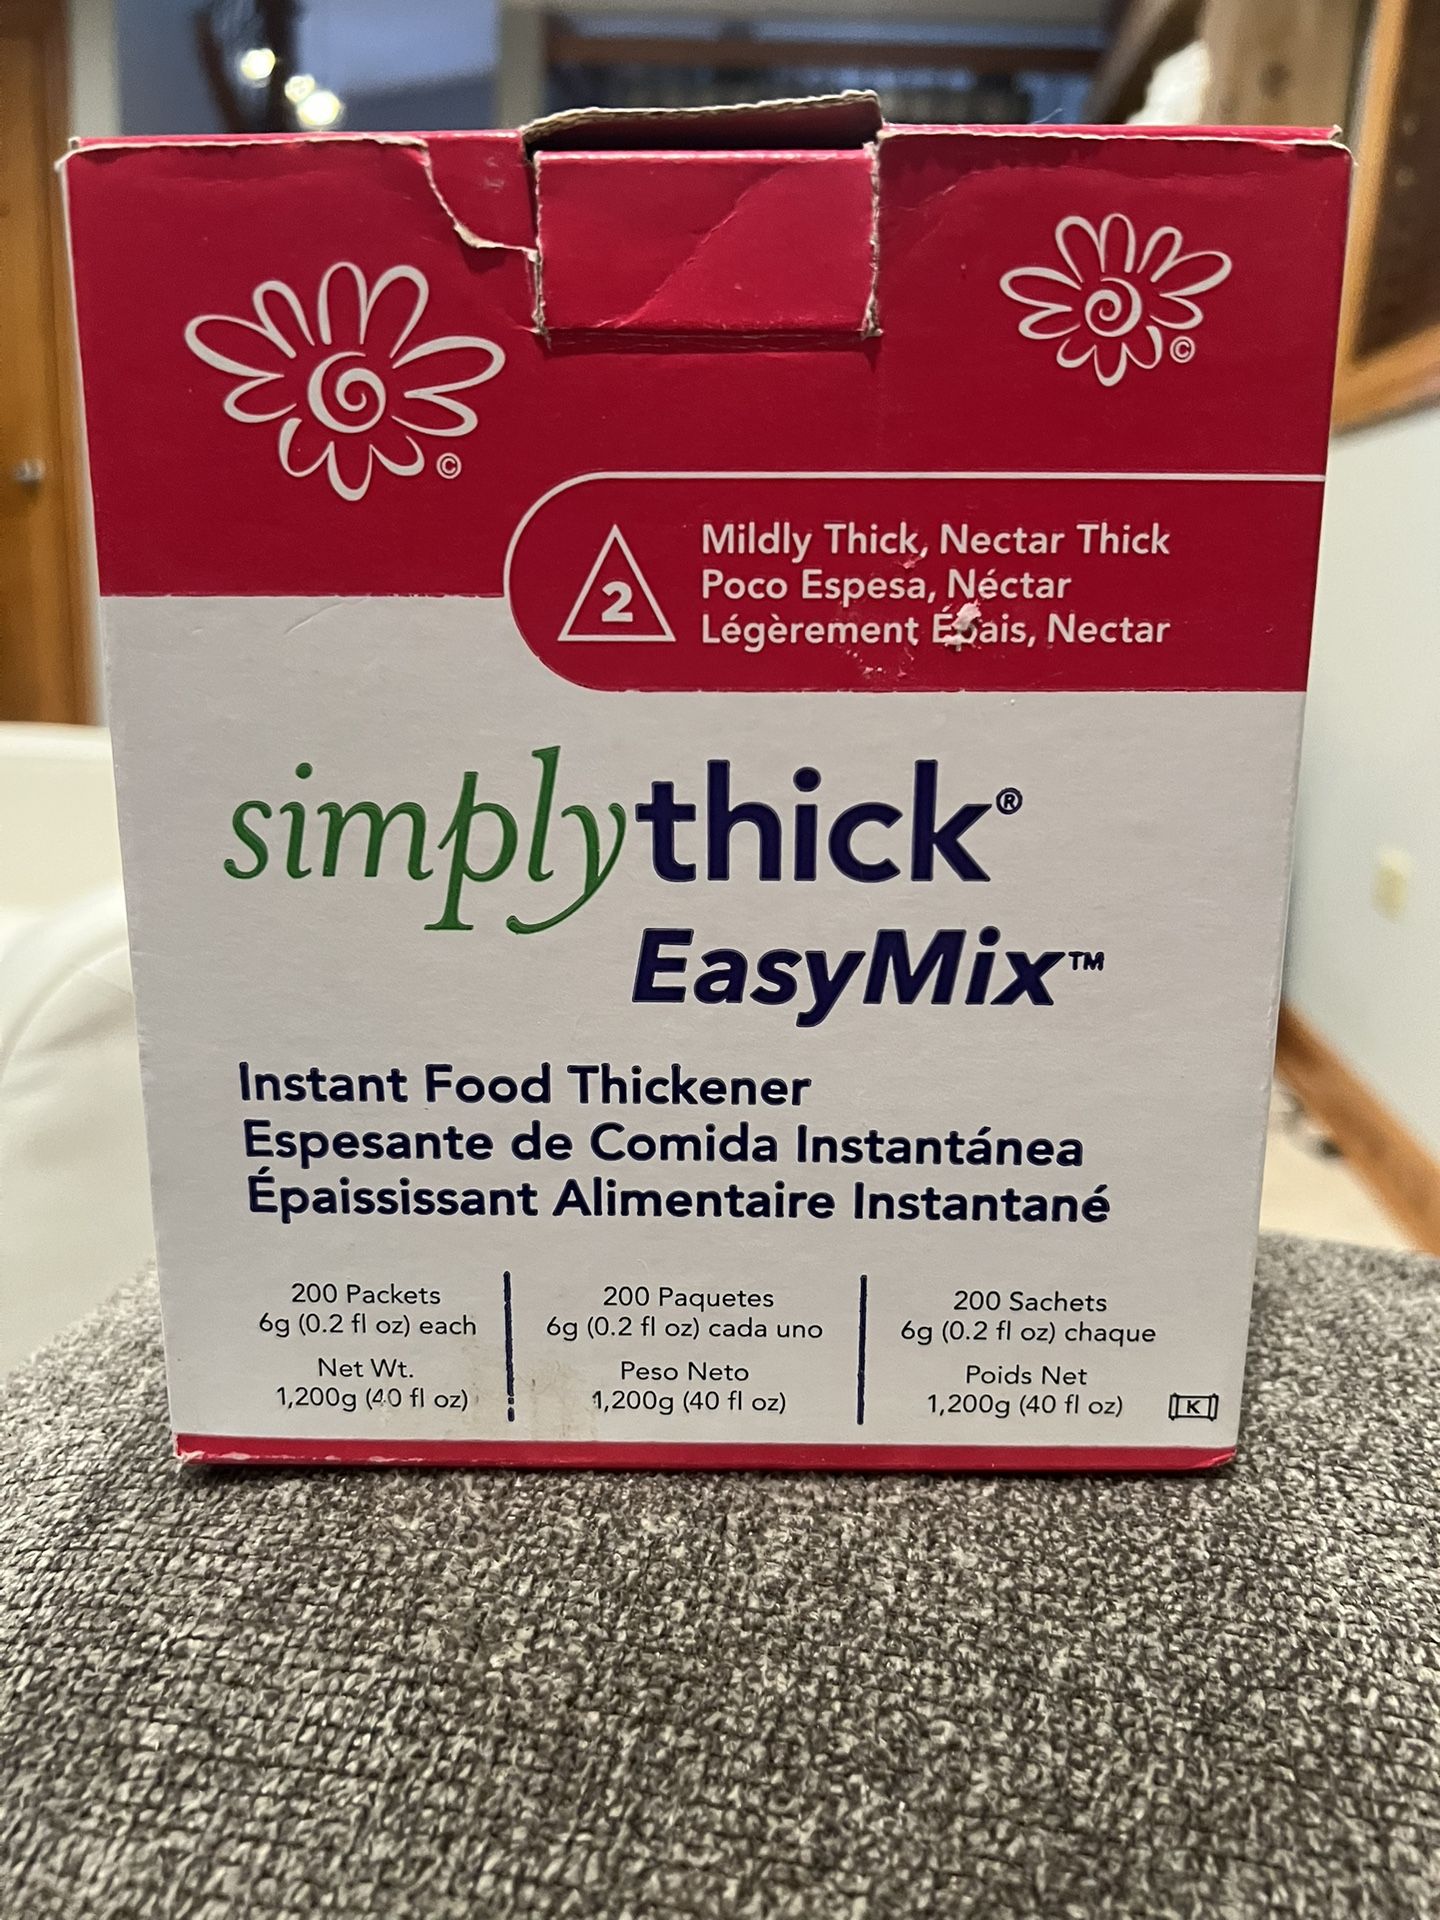 ©
©
2
Mildly Thick, Nectar Thick
Poco Espesa, Néctar
Légèrement Épais, Nectar
simplythick®
EasyMix™
Instant Food Thickener
Espesante de Comida Instantánea
Épaississant Alimentaire Instantané
200 Packets
6g (0.2 fl oz) each
Net Wt.
1,200g (40 fl oz)
200 Paquetes
6g (0.2 fl oz) cada uno
Peso Neto
1,200g (40 fl oz)
200 Sachets
6g (0.2 fl oz) chaque
Poids Net
1,200g (40 fl oz)
K